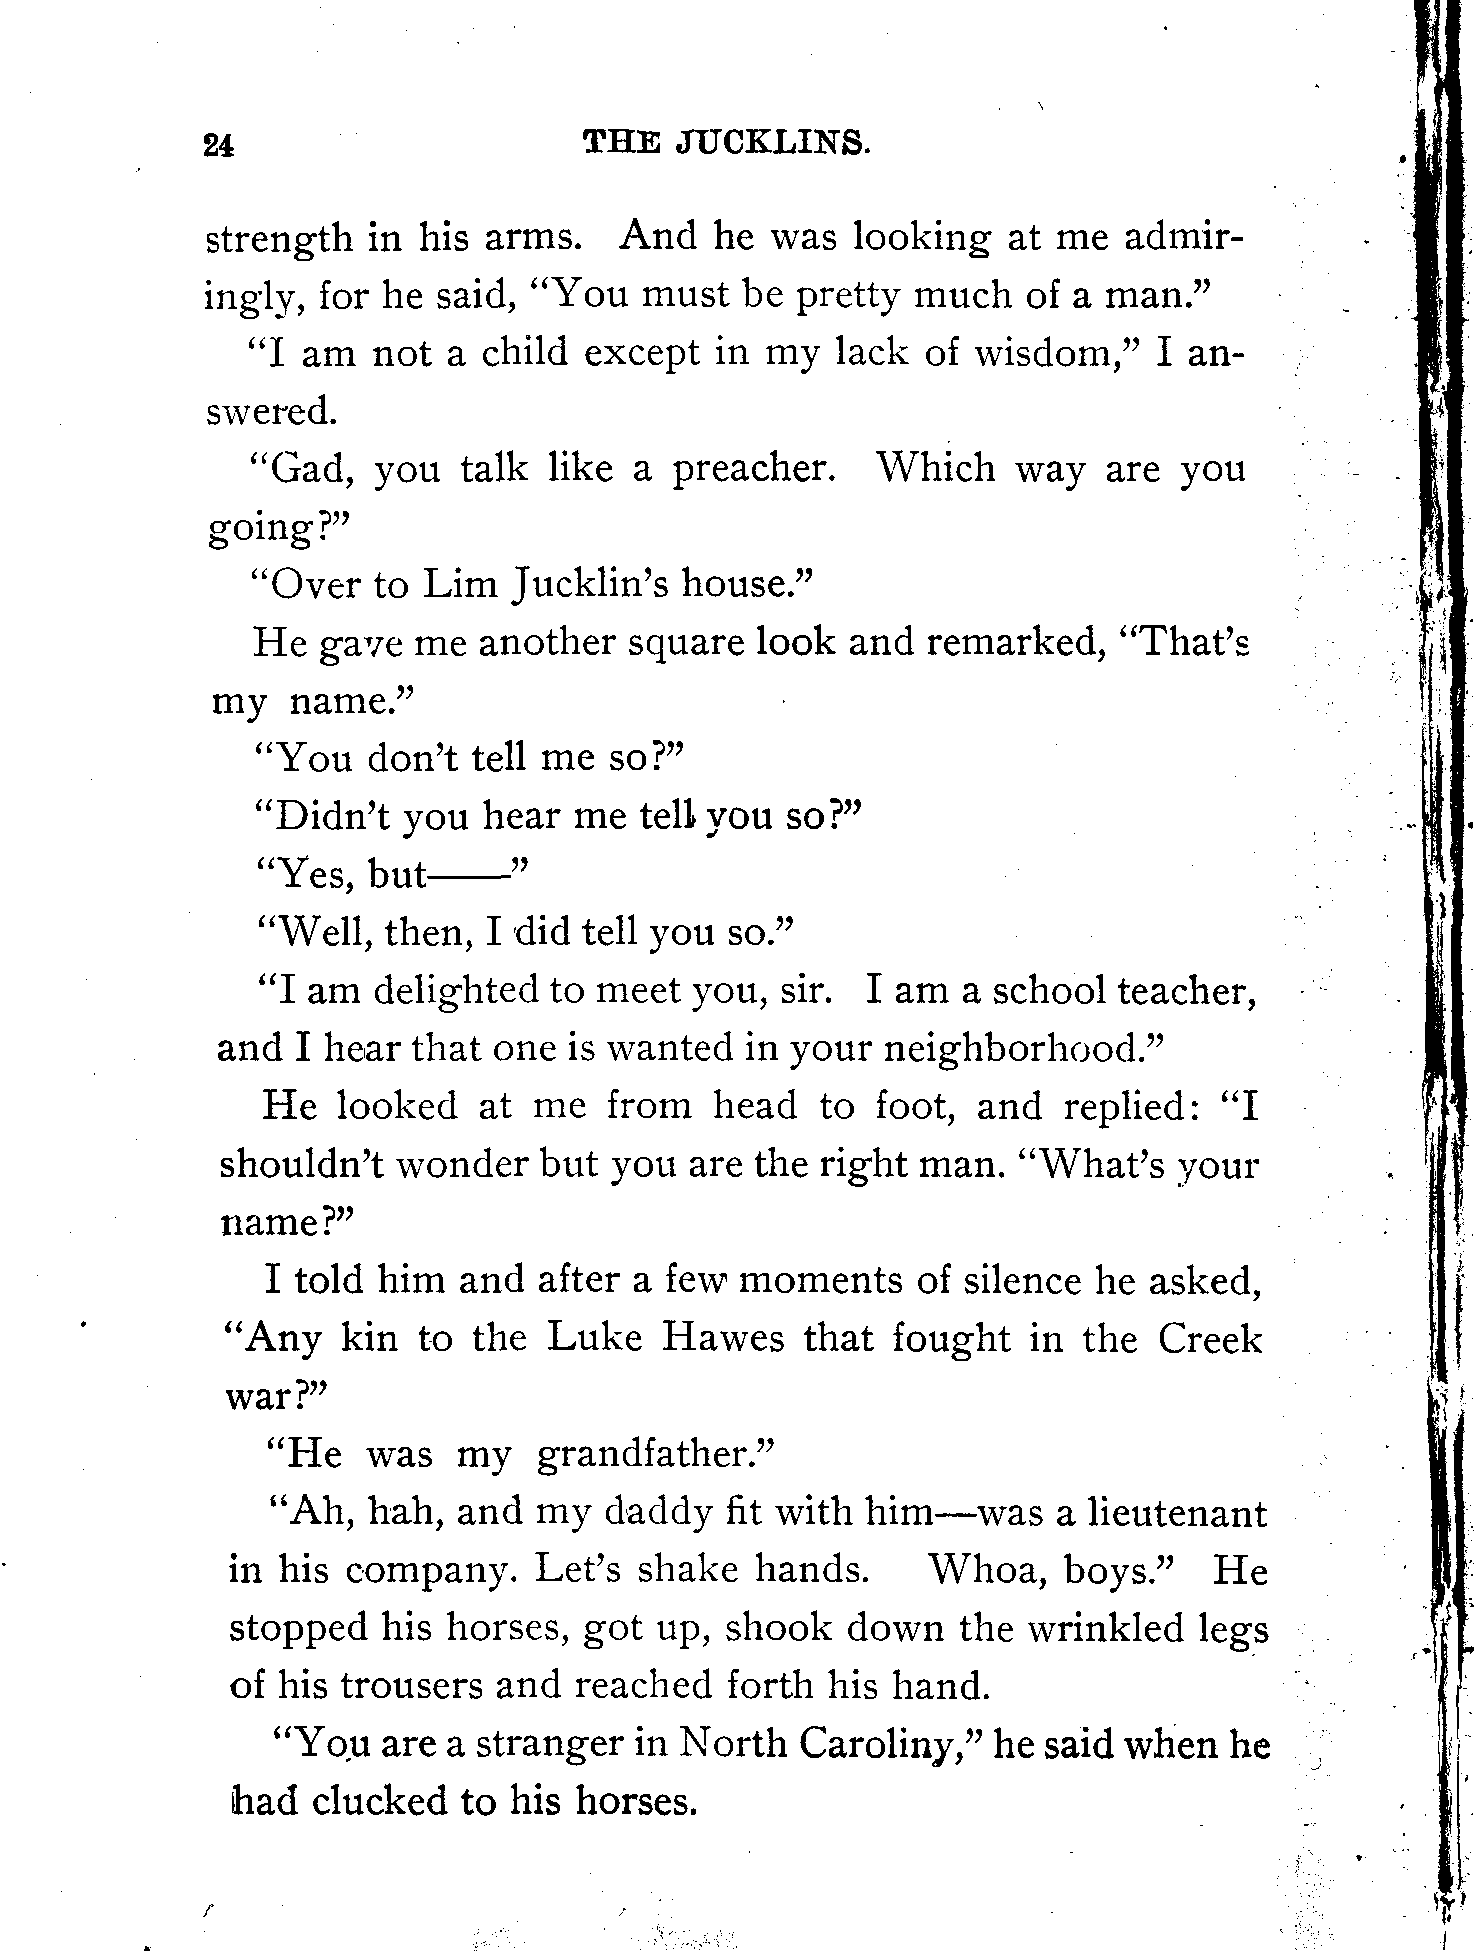 24 THE JUCKLINS.
strength in his arms. And he was looking at me admir-
ingly, for he said, “You must be pretty much of a man.”
“I am not a child except in my lack of wisdom,” I an-
swered.
“Gad, you talk like a preacher. Which way are you
going?”
“Over to Lim Jucklin’s house.”
He gave me another square look and remarked, “That’s
my name.”
“You don’t tell me so?”
“Didn’t you hear me tell you so?”
“Yes, but——”
“Well, then, I did tell you so.”
“I am delighted to meet you, sir. I am a school teacher,
and I hear that one is wanted in your neighborhood.”
He looked at me from head to foot, and replied: “I
shouldn’t wonder but you are the right man. “What’s your
name?”
I told him and after a few moments of silence he asked,
“Any kin to the Luke Hawes that fought in the Creek
war?”
“He was my grandfather.”
“Ah, hah, and my daddy fit with him—was a lieutenant
in his company. Let’s shake hands. Whoa, boys.” He
stopped his horses, got up, shook down the wrinkled legs
of his trousers and reached forth his hand.
“You are a stranger in North Caroliny,” he said when he
had clucked to his horses.